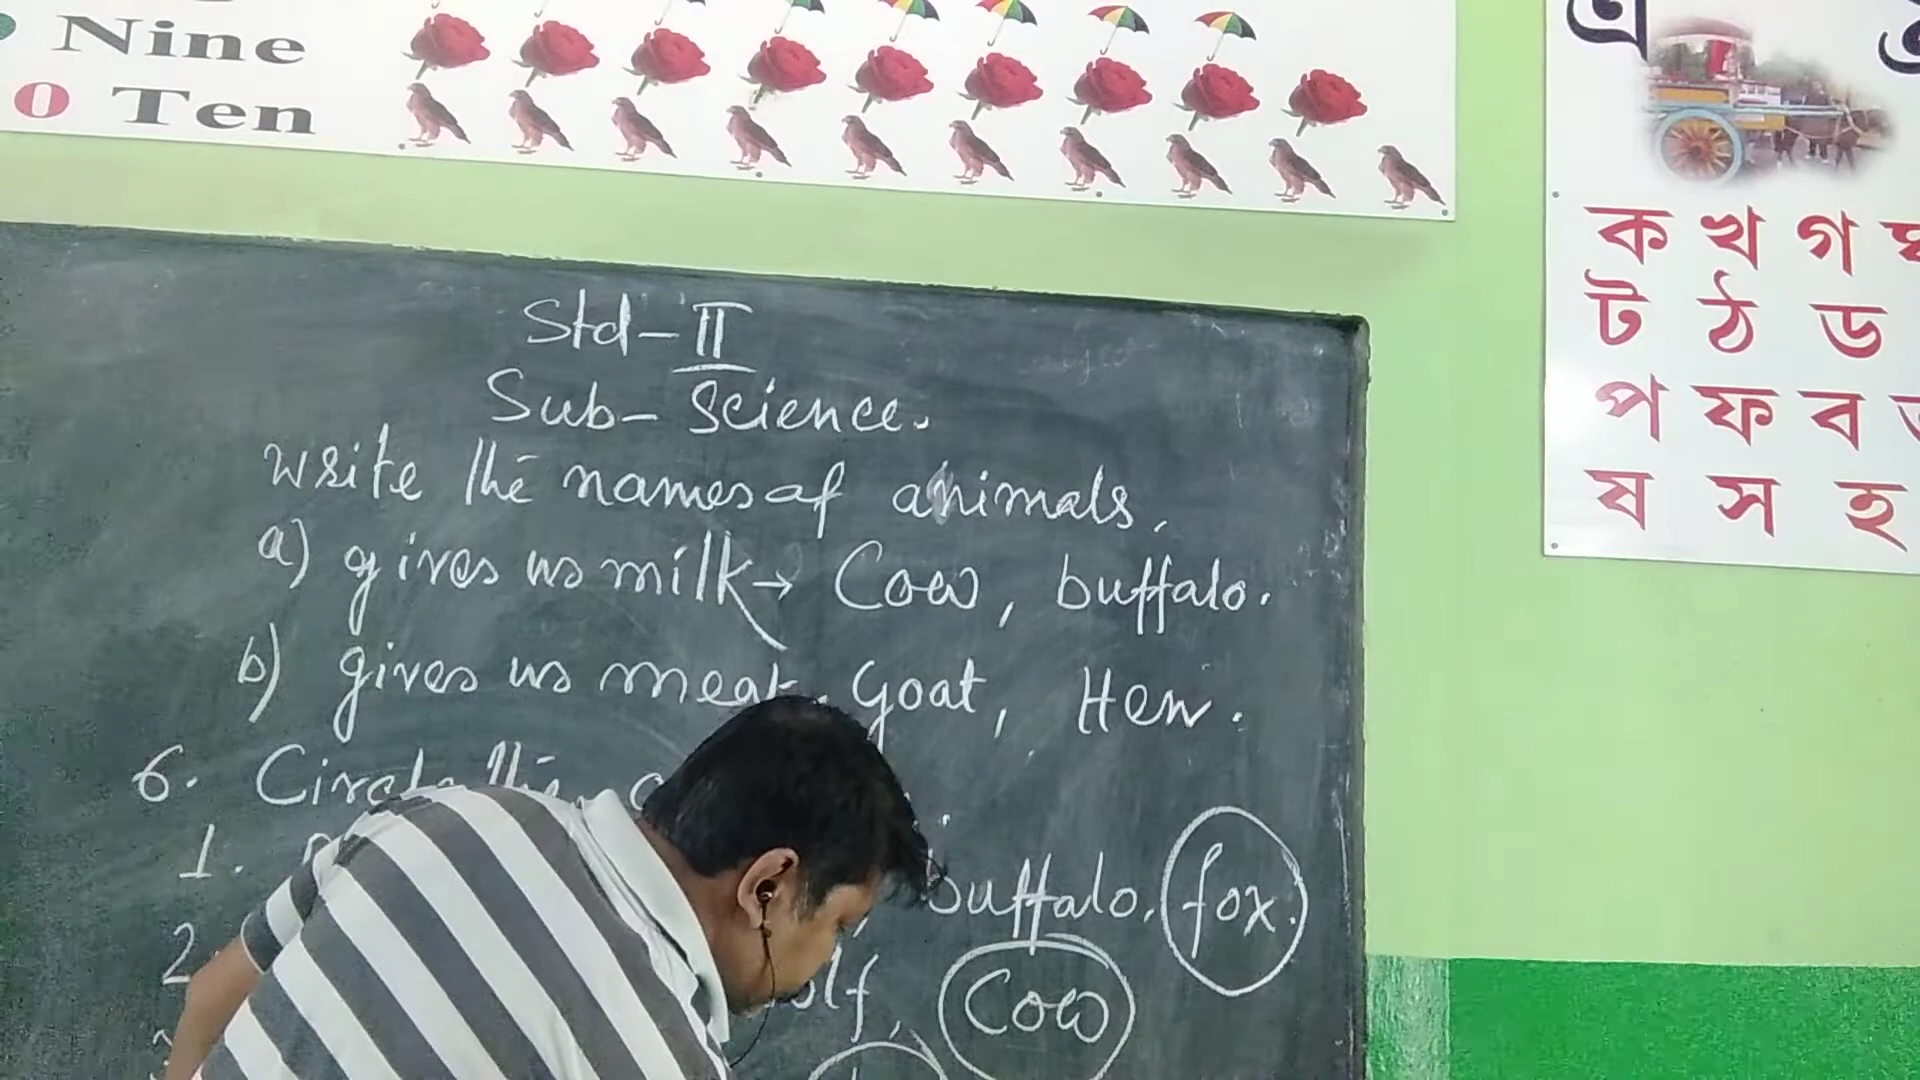 Nine
0 Ten
Std-II
Sub- Science.
write the names of animals,
a) gives us milk→ Cow, buffalo.
b) gives us meat. Goat, Hen.
6. Circle the
1. buffalo, fox.
2 Cow
এ
ক খ গ ঘ
ট ঠ ড
প ফ ব
ষ স হ